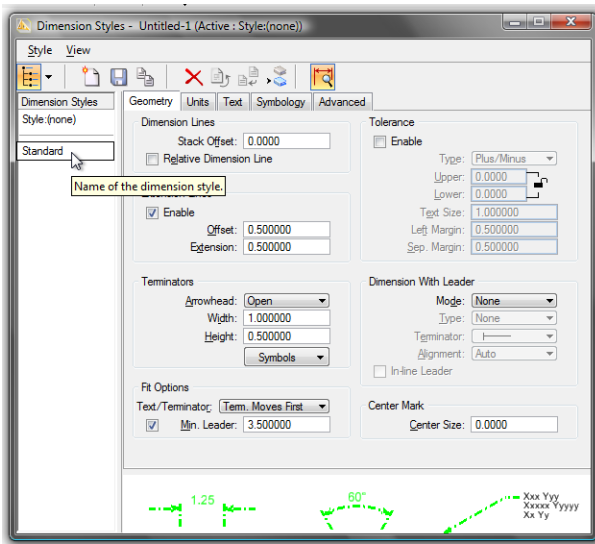 Dimension Styles - Untitled-1 (Active : Style:(none))
Style View
Dimension Styles
Style:(none)
Standard
Name of the dimension style.
Geometry Units Text Symbology Advanced
Dimension Lines
Stack Offset: 0.0000
Relative Dimension Line
Enable
Offset: 0.500000
Extension: 0.500000
Terminators
Arrowhead: Open
Width: 1.000000
Height: 0.500000
Symbols
Fit Options
Text/Terminator: Term. Moves First
Min. Leader: 3.500000
Tolerance
Enable
Type: Plus/Minus
Upper: 0.0000
Lower: 0.0000
Text Size: 1.000000
Left Margin: 0.500000
Sep. Margin: 0.500000
Dimension With Leader
Mode: None
Type: None
Terminator:
Alignment: Auto
In-line Leader
Center Mark
Center Size: 0.0000
1.25
60°
Xxx Yyy
Xxxxx Yyyyy
Xx Yy